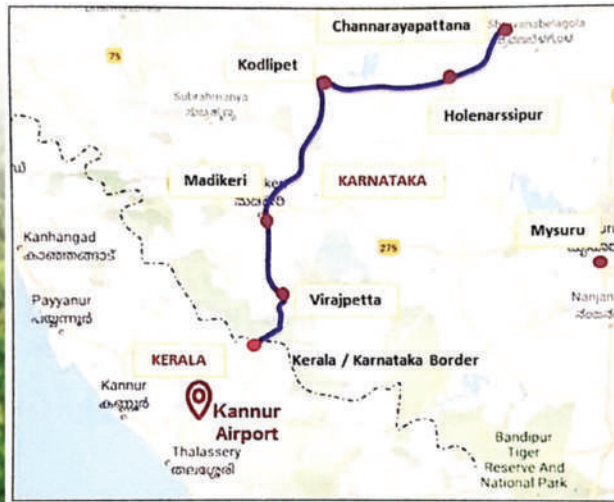 Channarayapattana
75
Kodlipet
Subrahmanya
Holenarssipur
Madikeri
KARNATAKA
Kanhangad
കാഞ്ഞങ്ങാട്
275
Mysuru
Payyanur
പയ്യന്നൂർ
Virajpetta
KERALA
Kerala / Karnataka Border
Kannur
കണ്ണൂർ
Kannur
Airport
Thalassery
തലശ്ശേരി
Bandipur
Tiger
Reserve And
National Park